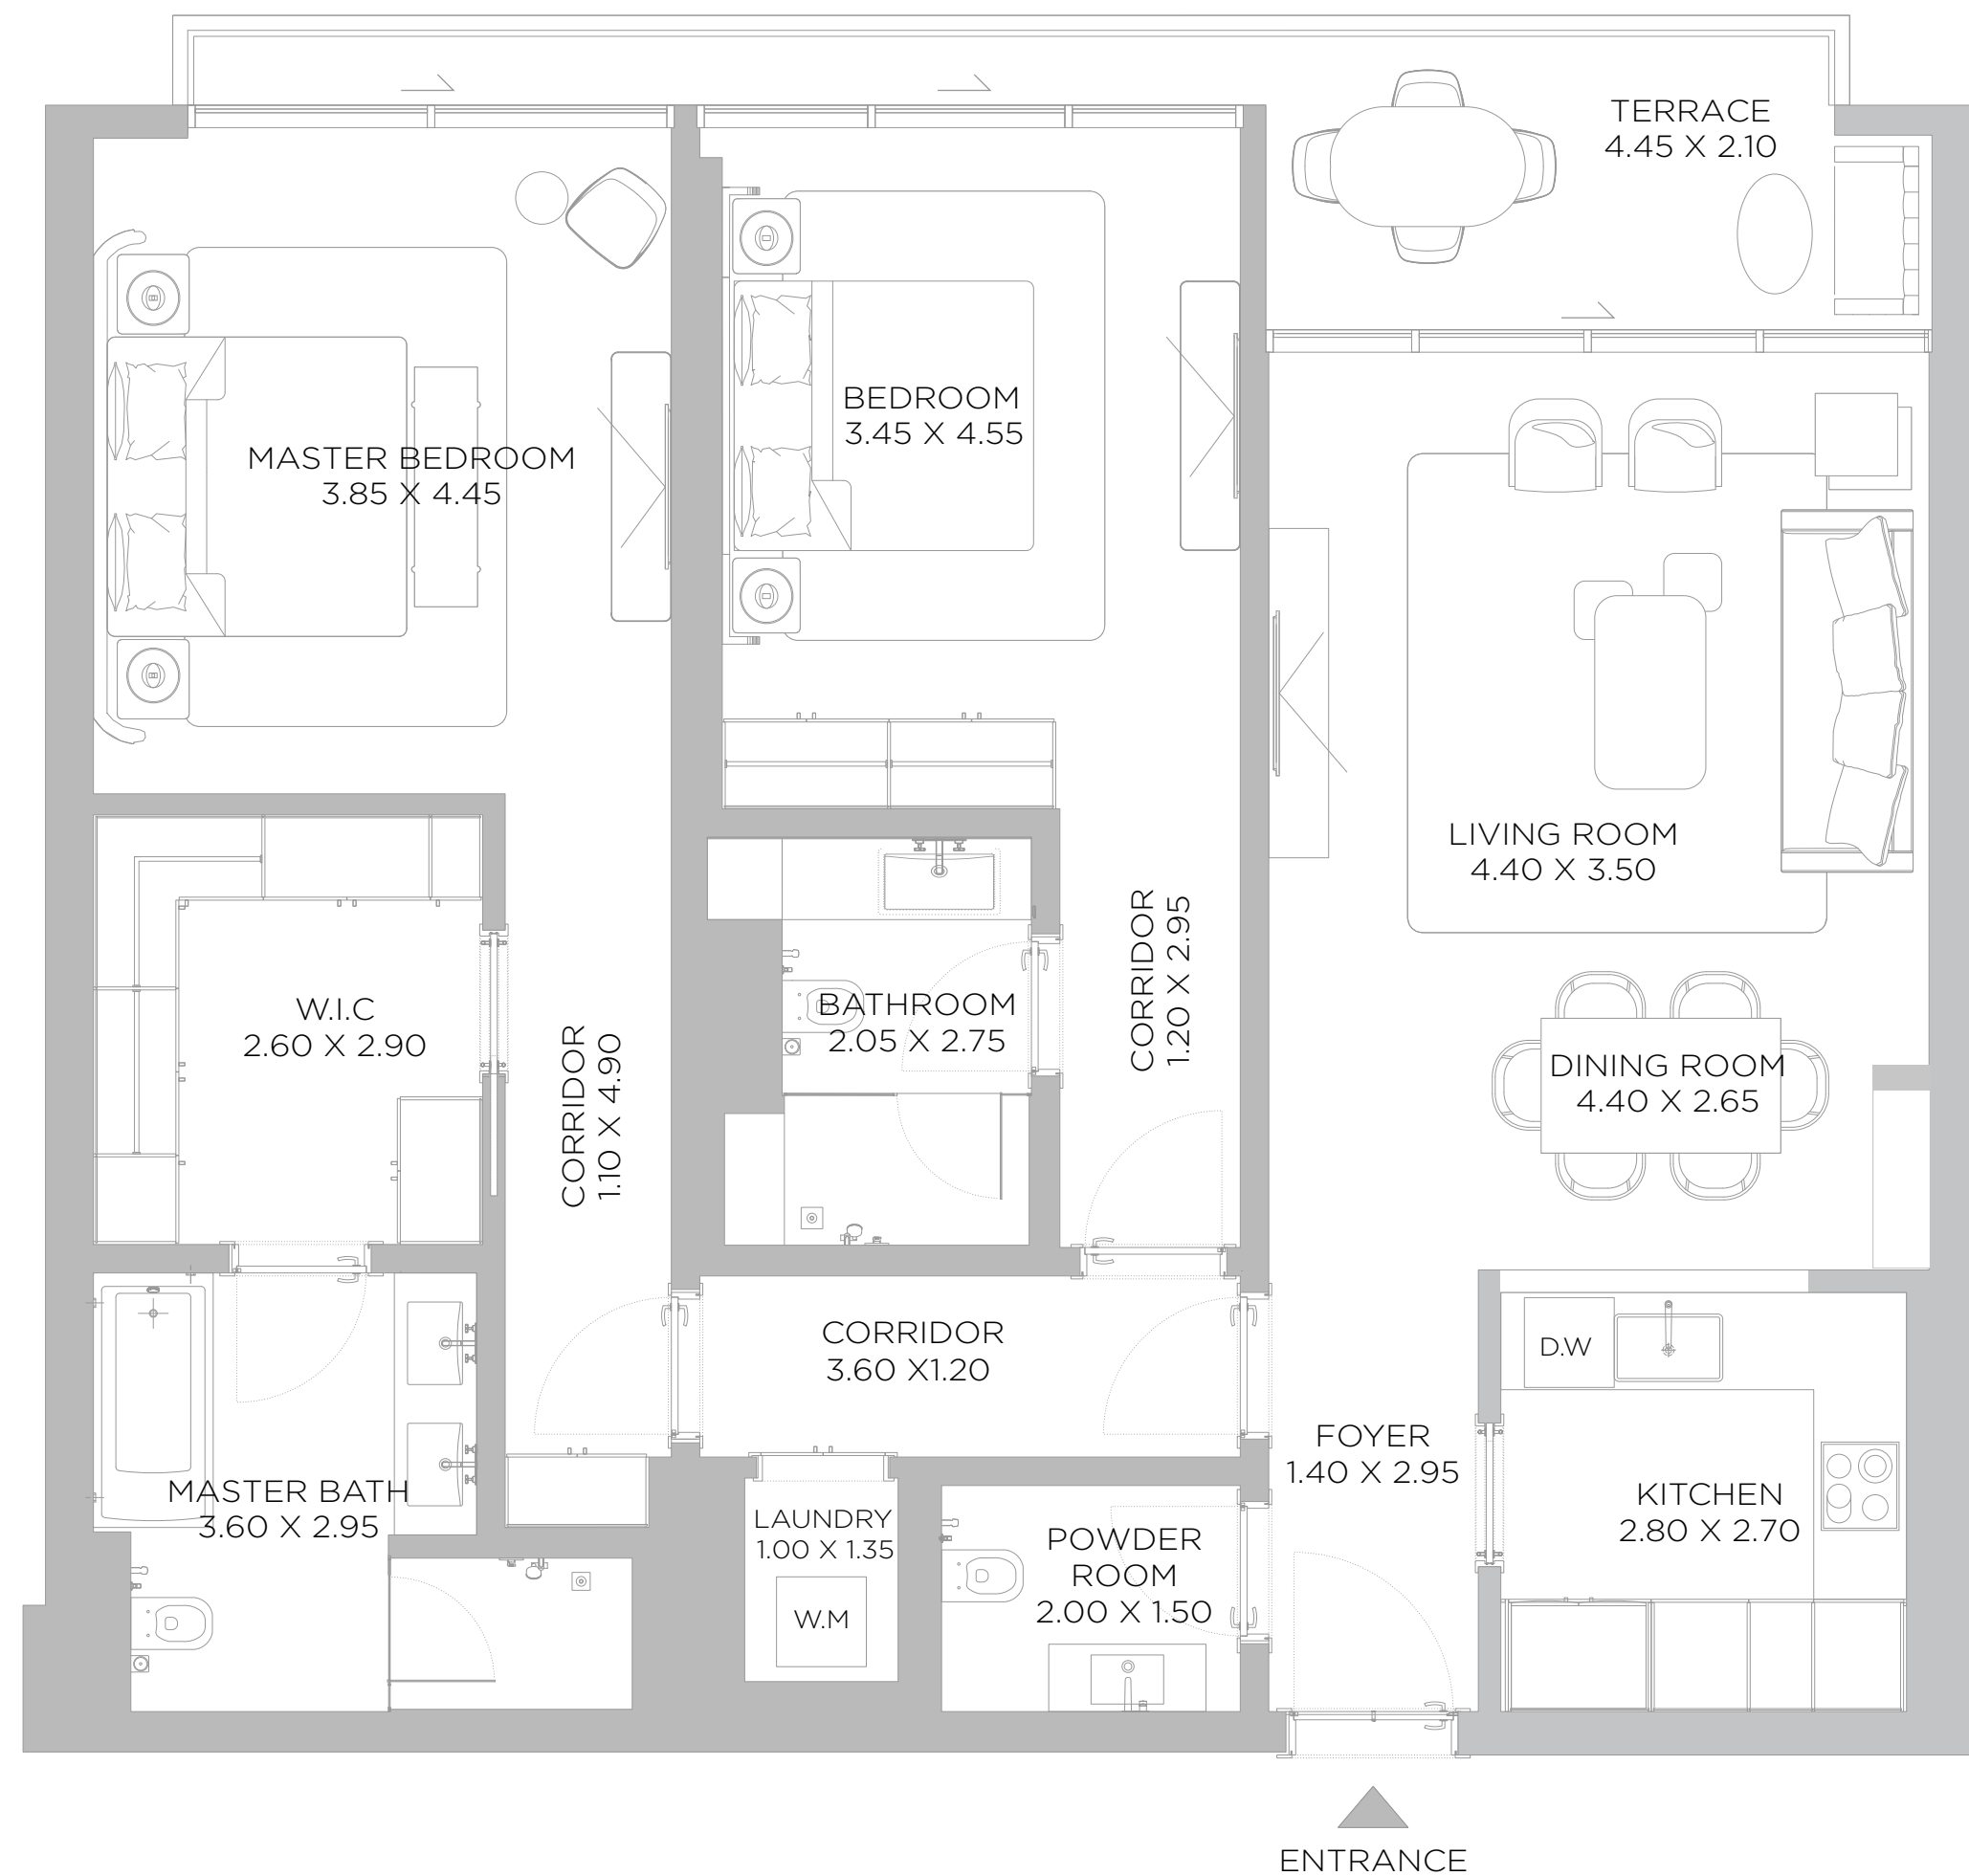 TERRACE
4.45 X 2.10
BEDROOM
3.45 X 4.55
MASTER BEDROOM
3.85 X 4.45
LIVING ROOM
4.40 X 3.50
W.I.C
2.60 X 2.90
CORRIDOR
1.10 X 4.90
BATHROOM
2.05 X 2.75
CORRIDOR
1.20 X 2.95
DINING ROOM
4.40 X 2.65
CORRIDOR
3.60 X1.20
D.W
FOYER
1.40 X 2.95
MASTER BATH
3.60 X 2.95
LAUNDRY
1.00 X 1.35
W.M
POWDER
ROOM
2.00 X 1.50
KITCHEN
2.80 X 2.70
ENTRANCE